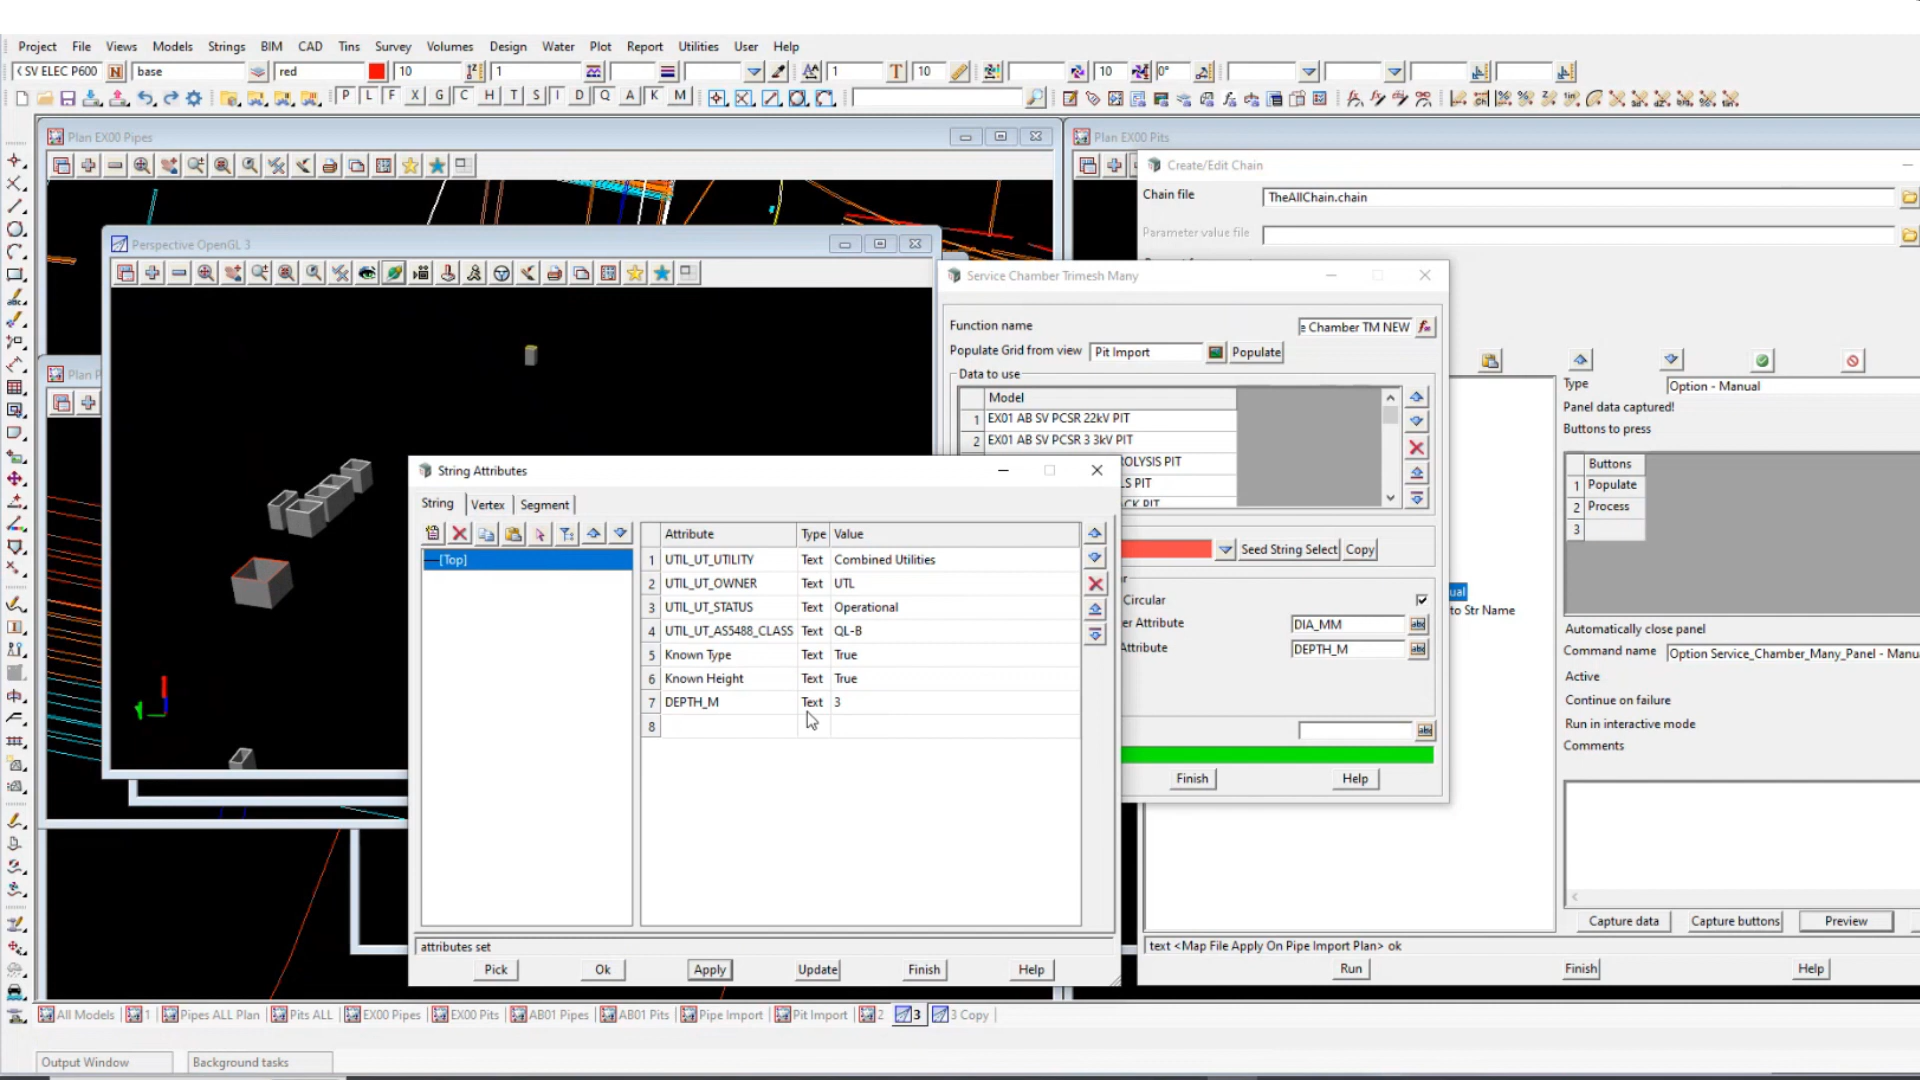 Project File Views Models Strings BIM CAD Tins Survey Volumes Design Water Plot Report Utilities User Help
SV ELEC P600 base red 10 1 1 10 10 0°
P L F X G C H T S I D Q A K M
Plan EX00 Pipes
Plan EX00 Pits
Create/Edit Chain
Chain file TheAllChain.chain
Parameter value file
Perspective OpenGL 3
Service Chamber Trimesh Many
Function name e Chamber TM NEW
Populate Grid from view Pit Import Populate
Data to use
Model
1 EX01 AB SV PCSR 22kV PIT
2 EX01 AB SV PCSR 3 3kV PIT
ROLYSIS PIT
LS PIT
ACK PIT
Plan P
Type Option - Manual
Panel data captured!
Buttons to press
Buttons
1 Populate
2 Process
3
String Attributes
String Vertex Segment
[Top]
Attribute Type Value
1 UTIL_UT_UTILITY Text Combined Utilities
2 UTIL_UT_OWNER Text UTL
3 UTIL_UT_STATUS Text Operational
4 UTIL_UT_AS5488_CLASS Text QL-B
5 Known Type Text True
6 Known Height Text True
7 DEPTH_M Text 3
8
Seed String Select Copy
Circular
er Attribute DIA_MM
Attribute DEPTH_M
ual
to Str Name
Finish Help
Automatically close panel
Command name Option Service_Chamber_Many_Panel - Manua
Active
Continue on failure
Run in interactive mode
Comments
Capture data Capture buttons Preview
text <Map File Apply On Pipe Import Plan> ok
Run Finish Help
attributes set
Pick Ok Apply Update Finish Help
All Models 1 Pipes ALL Plan Pits ALL EX00 Pipes EX00 Pits AB01 Pipes AB01 Pits Pipe Import Pit Import 2 3 3 Copy
Output Window Background tasks